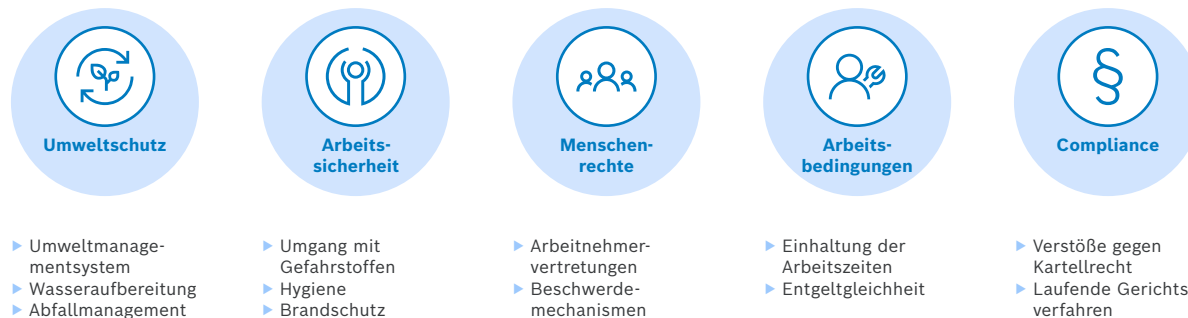 Umweltschutz
Arbeits-
sicherheit
Menschen-
rechte
Arbeits-
bedingungen
§
Compliance
▶ Umweltmanage-
mentsystem
▶ Wasseraufbereitung
▶ Abfallmanagement
▶ Umgang mit
Gefahrstoffen
▶ Hygiene
▶ Brandschutz
▶ Arbeitnehmer-
vertretungen
▶ Beschwerde-
mechanismen
▶ Einhaltung der
Arbeitszeiten
▶ Entgeltgleichheit
▶ Verstöße gegen
Kartellrecht
▶ Laufende Gerichts
verfahren